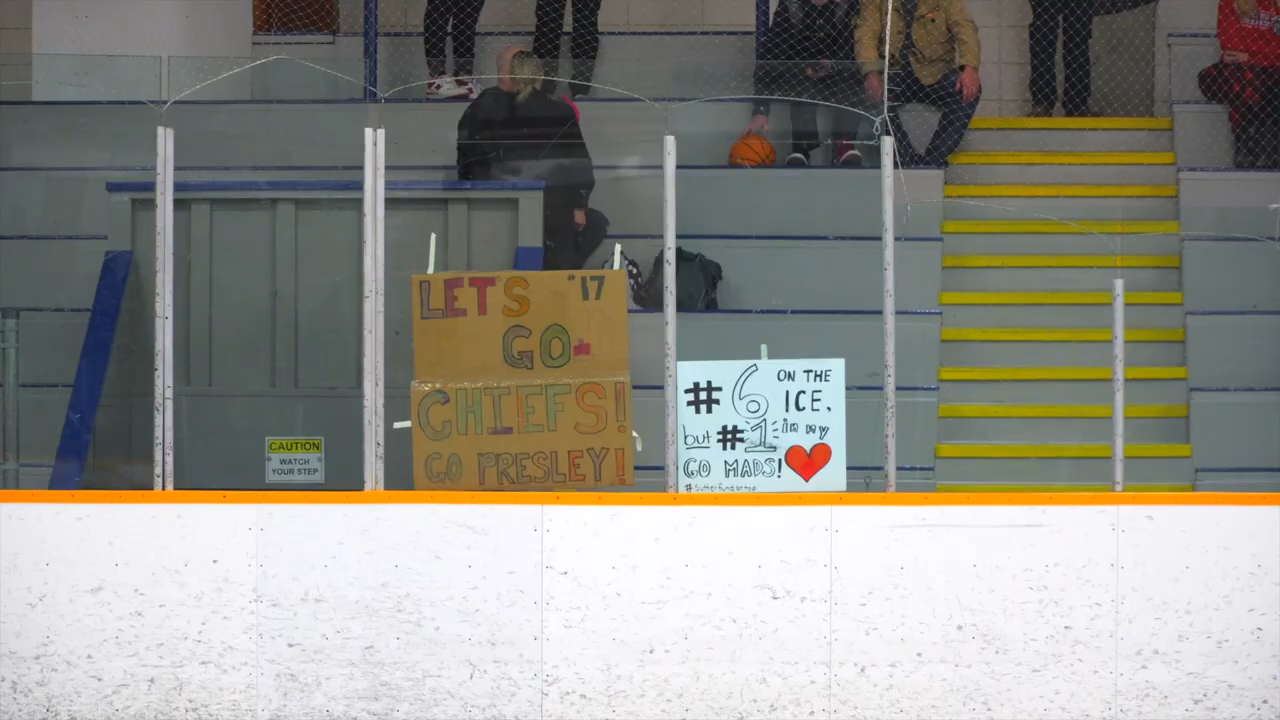 LETS #17
GO
CHIEFS!
GO PRESLEY!
CAUTION
WATCH
YOUR STEP
#6 ON THE
ICE,
but #1 in my
GO MADS!